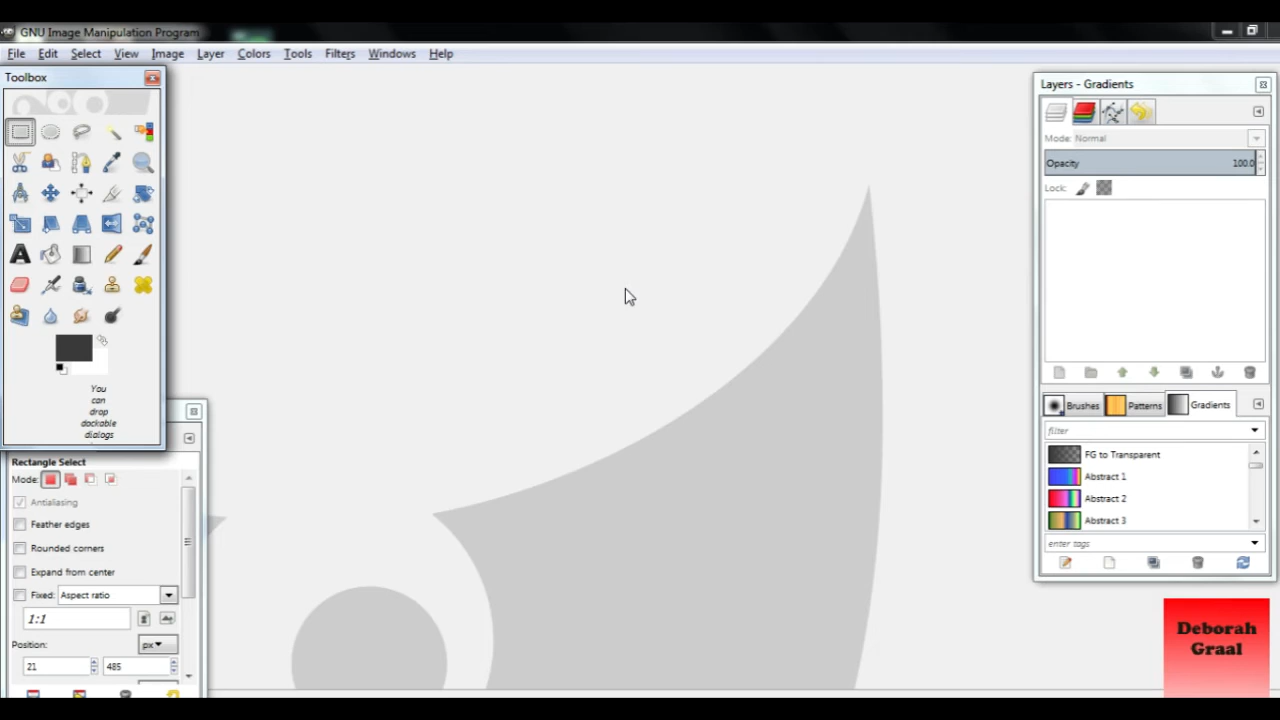 GNU Image Manipulation Program
File Edit Select View Image Layer Colors Tools Filters Windows Help
Toolbox
You
can
drop
dockable
dialogs
Rectangle Select
Mode:
Antialiasing
Feather edges
Rounded corners
Expand from center
Fixed: Aspect ratio
1:1
Position:
px
21 485
Layers - Gradients
Mode: Normal
Opacity 100.0
Lock:
Brushes Patterns Gradients
filter
FG to Transparent
Abstract 1
Abstract 2
Abstract 3
enter tags
Deborah
Graal